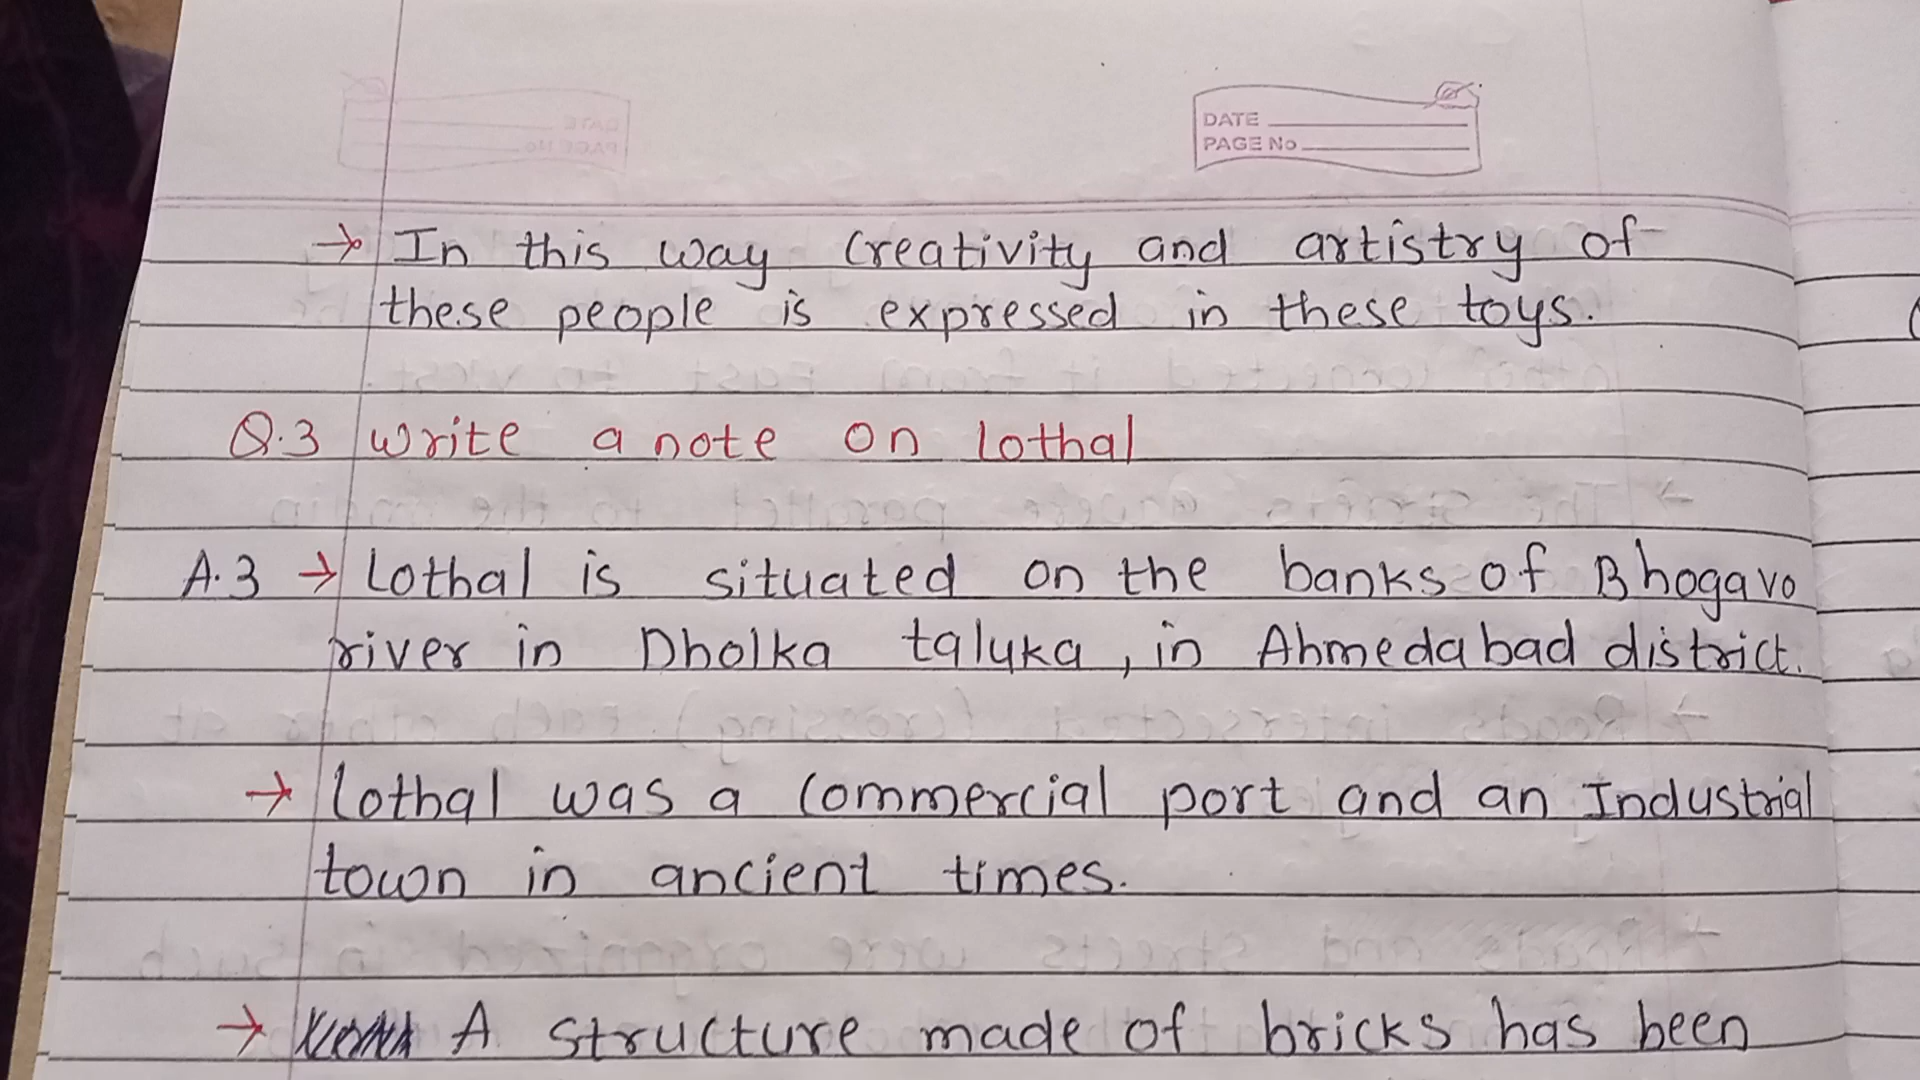 DATE
PAGE No
→ In this way creativity and artistry of
these people is expressed in these toys.
Q.3 write a note on lothal
A.3 → Lothal is situated on the banks of Bhogavo
river in Dholka taluka, in Ahmedabad district.
→ Lothal was a commercial port and an Industrial
town in ancient times.
→ A structure made of bricks has been